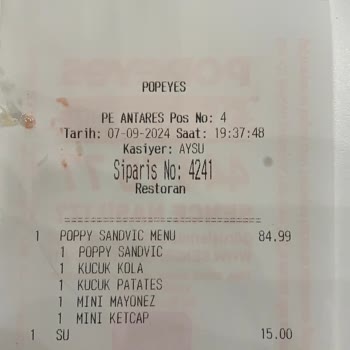 POPEYES
PE ANTARES Pos No: 4
Tarih: 07-09-2024 Saat: 19:37:48
Kasiyer: AYSU
Siparis No: 4241
Restoran
==============================
1 POPPY SANDVIC MENU 84.99
1 POPPY SANDVIC
1 KUCUK KOLA
1 KUCUK PATATES
1 MINI MAYONEZ
1 MINI KETCAP
1 SU 15.00